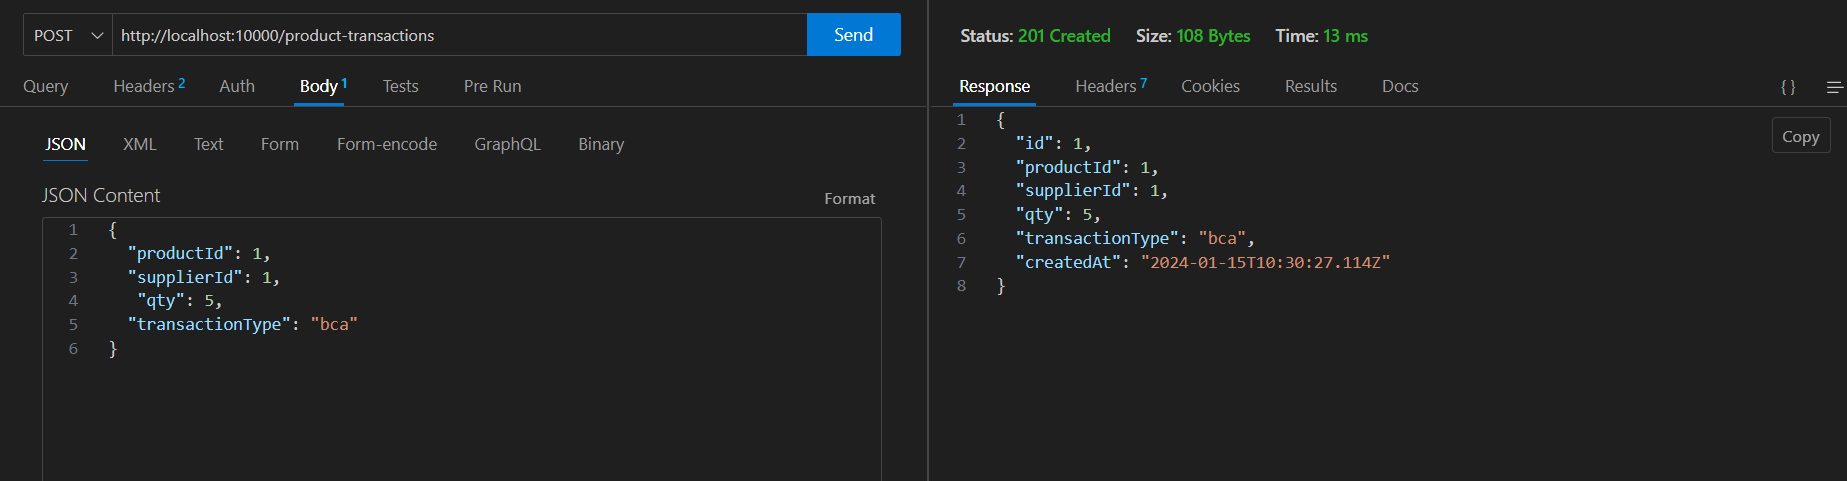 POST http://localhost:10000/product-transactions Send
Query Headers 2 Auth Body 1 Tests Pre Run
JSON XML Text Form Form-encode GraphQL Binary
JSON Content Format
1 {
2 "productId": 1,
3 "supplierId": 1,
4 "qty": 5,
5 "transactionType": "bca"
6 }
Status: 201 Created Size: 108 Bytes Time: 13 ms
Response Headers 7 Cookies Results Docs { }
Copy
1 {
2 "id": 1,
3 "productId": 1,
4 "supplierId": 1,
5 "qty": 5,
6 "transactionType": "bca",
7 "createdAt": "2024-01-15T10:30:27.114Z"
8 }